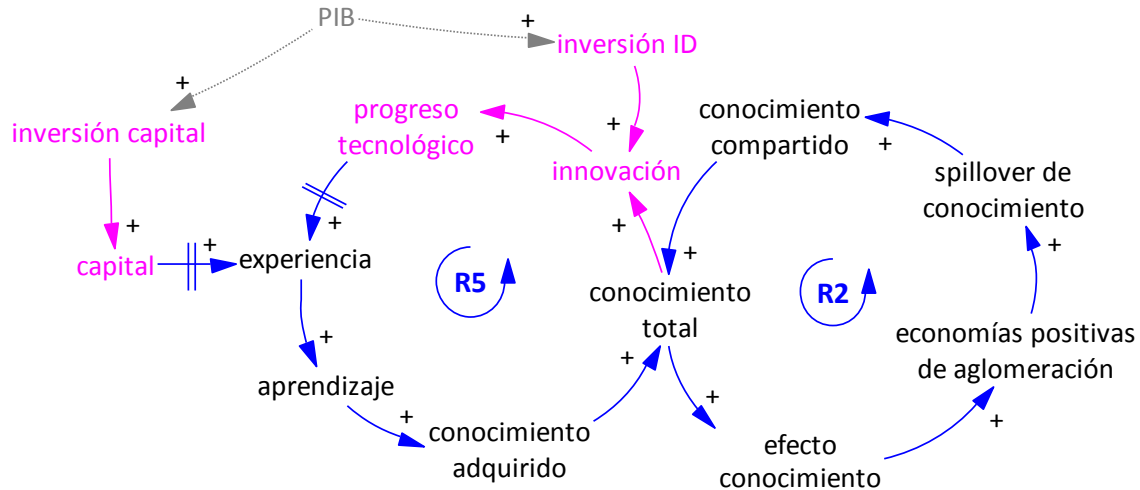 PIB
+
inversión ID
+
inversión capital
progreso
tecnológico
+
+
innovación
conocimiento
compartido
+
spillover de
conocimiento
+
capital
+
+
experiencia
R5
+
+
conocimiento
total
R2
+
economías positivas
de aglomeración
+
aprendizaje
+
+
conocimiento
adquirido
+
+
efecto
conocimiento
+